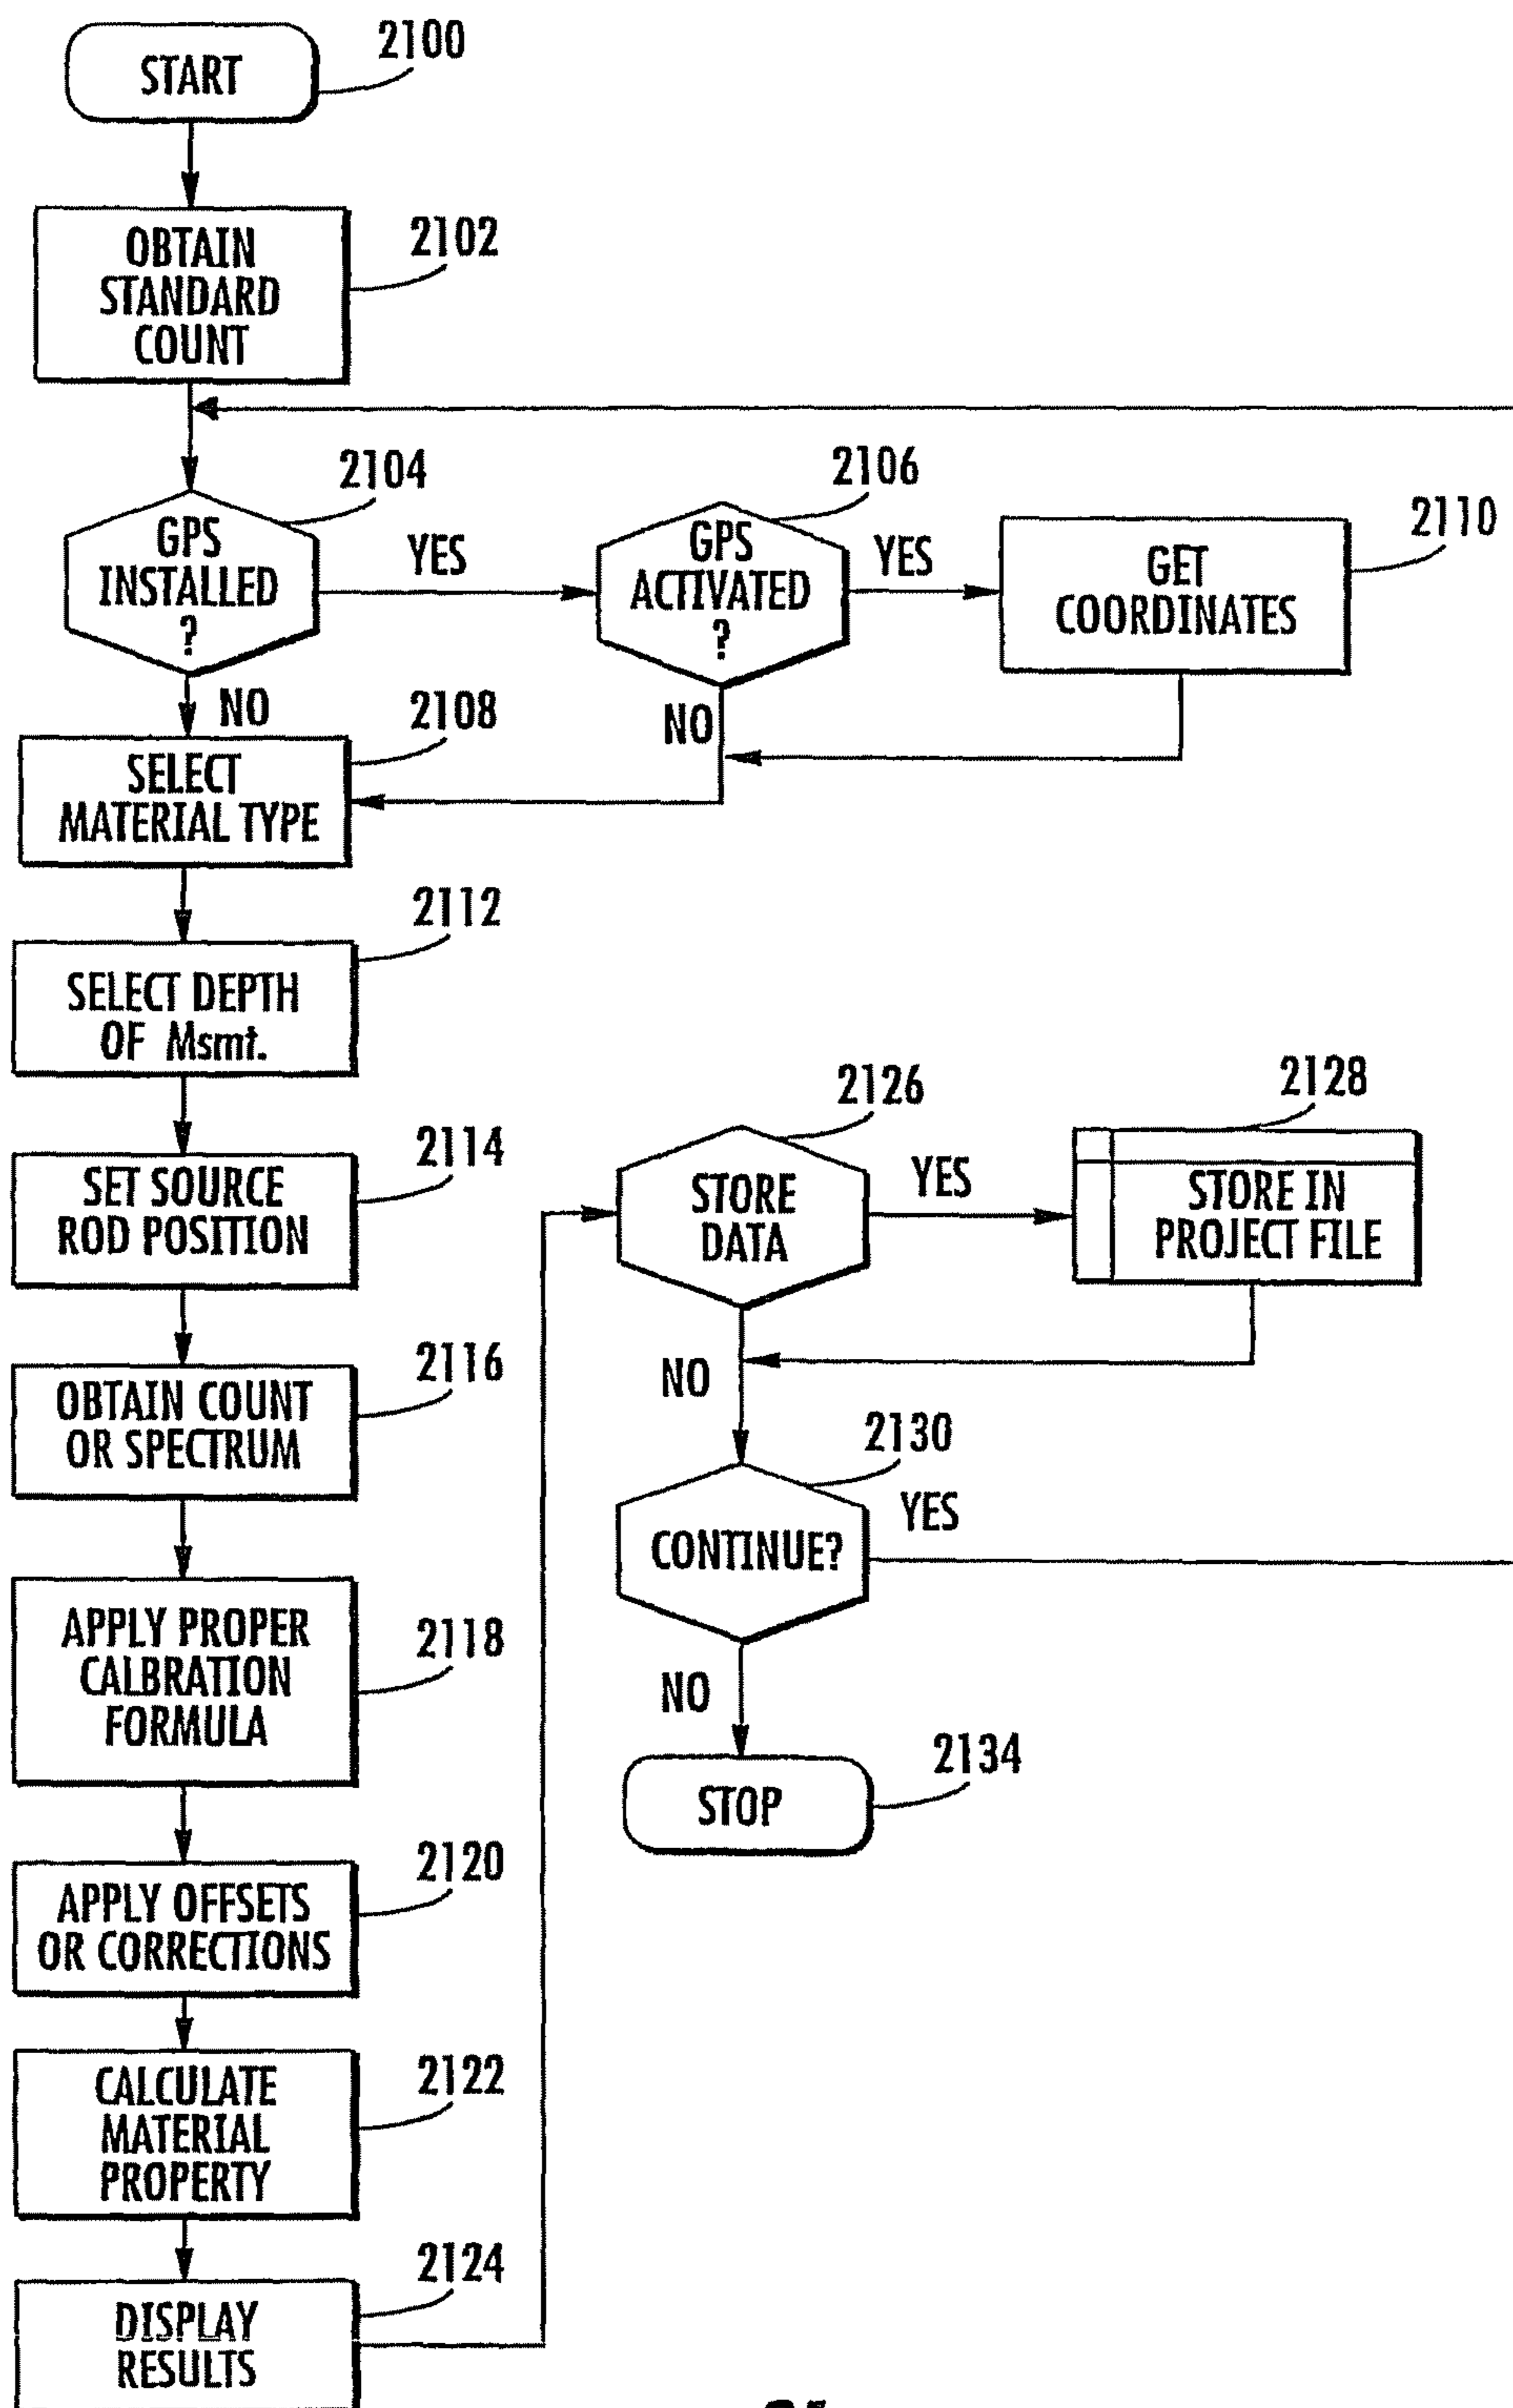 START
2100
OBTAIN
STANDARD
COUNT
2102
GPS
INSTALLED
?
2104
YES
NO
GPS
ACTIVATED
?
2106
YES
NO
GET
COORDINATES
2110
SELECT
MATERIAL TYPE
2108
SELECT DEPTH
OF Msmt.
2112
SET SOURCE
ROD POSITION
2114
OBTAIN COUNT
OR SPECTRUM
2116
APPLY PROPER
CALBRATION
FORMULA
2118
APPLY OFFSETS
OR CORRECTIONS
2120
CALCULATE
MATERIAL
PROPERTY
2122
DISPLAY
RESULTS
2124
STORE
DATA
2126
YES
NO
STORE IN
PROJECT FILE
2128
CONTINUE?
2130
YES
NO
STOP
2134